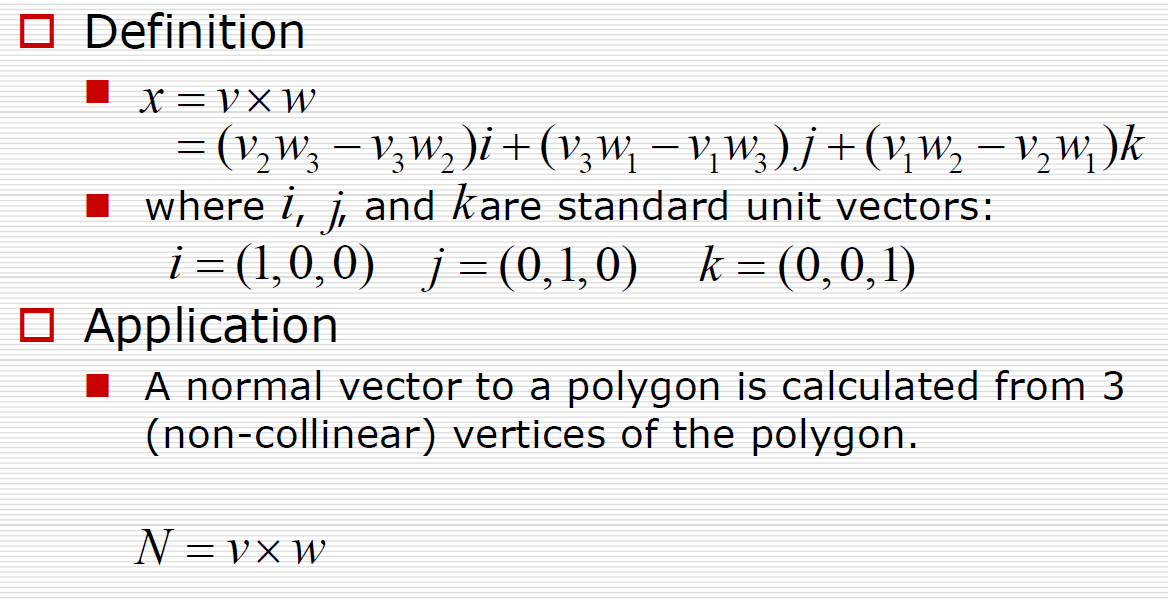 Definition
x = v × w
= (v₂w₃ − v₃w₂)i + (v₃w₁ − v₁w₃)j + (v₁w₂ − v₂w₁)k
where i, j, and k are standard unit vectors:
i = (1,0,0) j = (0,1,0) k = (0,0,1)
Application
A normal vector to a polygon is calculated from 3
(non-collinear) vertices of the polygon.
N = v × w